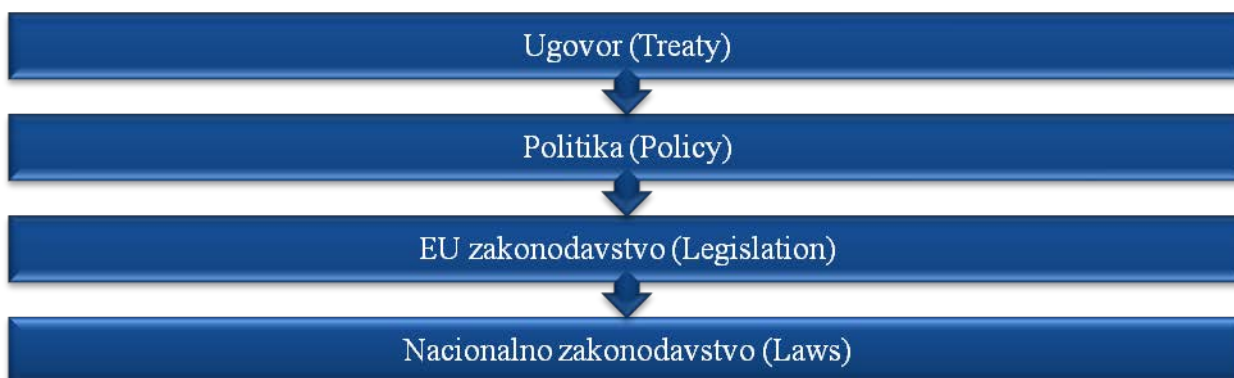 Ugovor (Treaty)
Politika (Policy)
EU zakonodavstvo (Legislation)
Nacionalno zakonodavstvo (Laws)